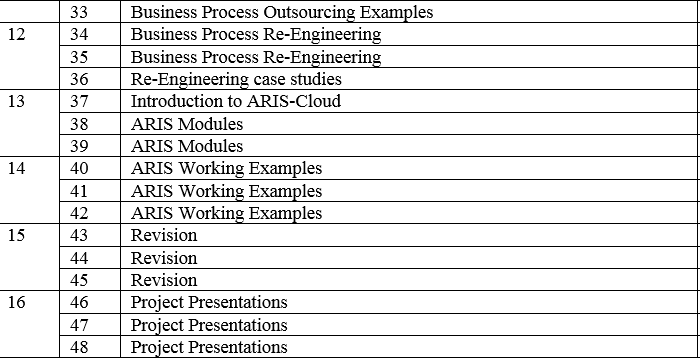 33 Business Process Outsourcing Examples
12 34 Business Process Re-Engineering
35 Business Process Re-Engineering
36 Re-Engineering case studies
13 37 Introduction to ARIS-Cloud
38 ARIS Modules
39 ARIS Modules
14 40 ARIS Working Examples
41 ARIS Working Examples
42 ARIS Working Examples
15 43 Revision
44 Revision
45 Revision
16 46 Project Presentations
47 Project Presentations
48 Project Presentations